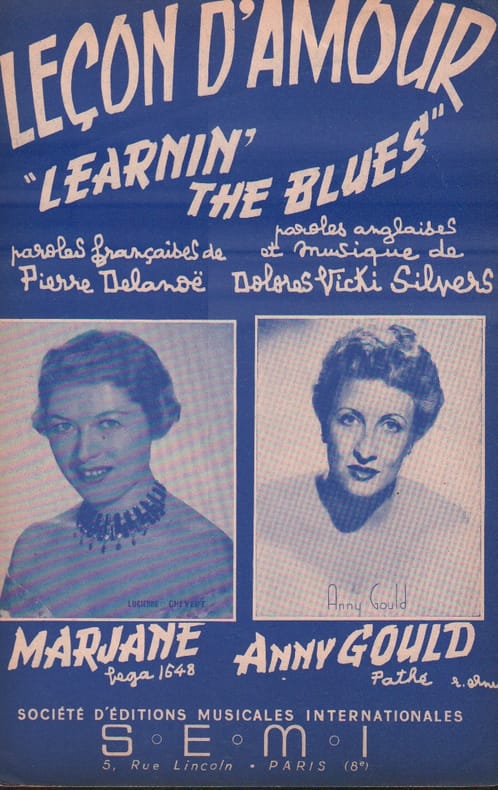 LEÇON D'AMOUR
"LEARNIN'
THE BLUES"
paroles françaises de
Pierre Delanoë
paroles anglaises
et musique de
Dolores Vicki Silvers
LUCIENNE CHEVERT
Anny Gould
MARJANE
Vega 1648
ANNY GOULD
Pathé
SOCIÉTÉ D'ÉDITIONS MUSICALES INTERNATIONALES
S•E•M•I
5, Rue Lincoln • PARIS (8e)